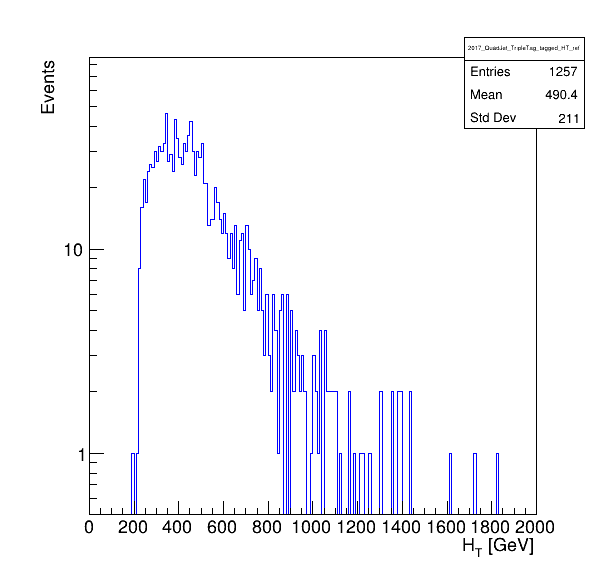 2017_QuadJet_TripleTag_tagged_HT_ref
Entries 1257
Mean 490.4
Std Dev 211
Events
10
1
0 200 400 600 800 1000 1200 1400 1600 1800 2000
H_T [GeV]